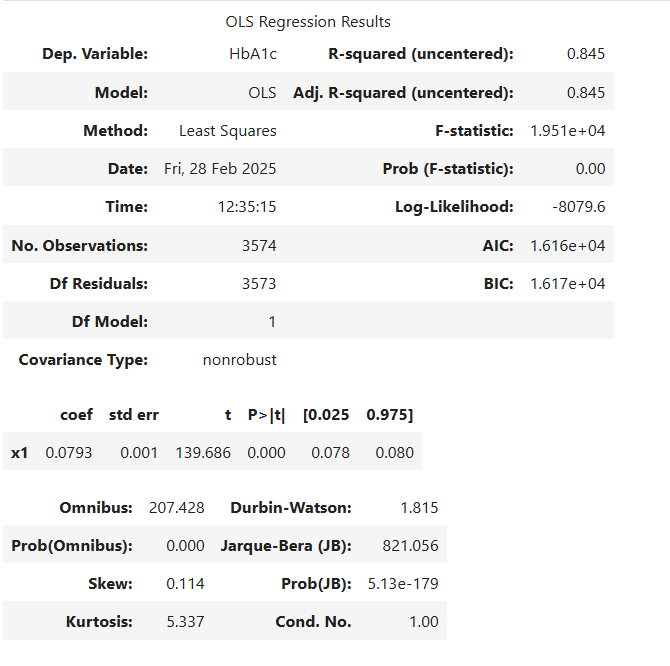 OLS Regression Results
Dep. Variable: HbA1c R-squared (uncentered): 0.845
Model: OLS Adj. R-squared (uncentered): 0.845
Method: Least Squares F-statistic: 1.951e+04
Date: Fri, 28 Feb 2025 Prob (F-statistic): 0.00
Time: 12:35:15 Log-Likelihood: -8079.6
No. Observations: 3574 AIC: 1.616e+04
Df Residuals: 3573 BIC: 1.617e+04
Df Model: 1
Covariance Type: nonrobust
coef std err t P>|t| [0.025 0.975]
x1 0.0793 0.001 139.686 0.000 0.078 0.080
Omnibus: 207.428 Durbin-Watson: 1.815
Prob(Omnibus): 0.000 Jarque-Bera (JB): 821.056
Skew: 0.114 Prob(JB): 5.13e-179
Kurtosis: 5.337 Cond. No. 1.00